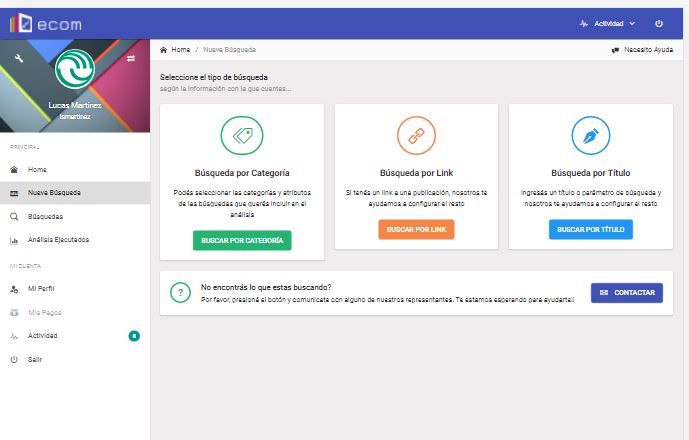 ecom
Actividad
Lucas Martinez
lsmartinez
Home / Nueva Búsqueda
Necesito Ayuda
PRINCIPAL
Home
Nueva Búsqueda
Búsquedas
Análisis Ejecutados
MI CUENTA
Mi Perfil
Mis Pagos
Actividad
6
Salir
Seleccione el tipo de búsqueda
según la información con la que cuentes...
Búsqueda por Categoría
Podés seleccionar las categorías y atributos
de las búsquedas que querés incluir en el
análisis
BUSCAR POR CATEGORÍA
Búsqueda por Link
Si tenés un link a una publicación, nosotros te
ayudamos a configurar el resto
BUSCAR POR LINK
Búsqueda por Título
Ingresás un título o parámetro de búsqueda y
nosotros te ayudamos a configurar el resto
BUSCAR POR TÍTULO
?
No encontrás lo que estas buscando?
Por favor, presioná el botón y comunicate con alguno de nuestros representantes. Te estamos esperando para ayudarte!!
CONTACTAR